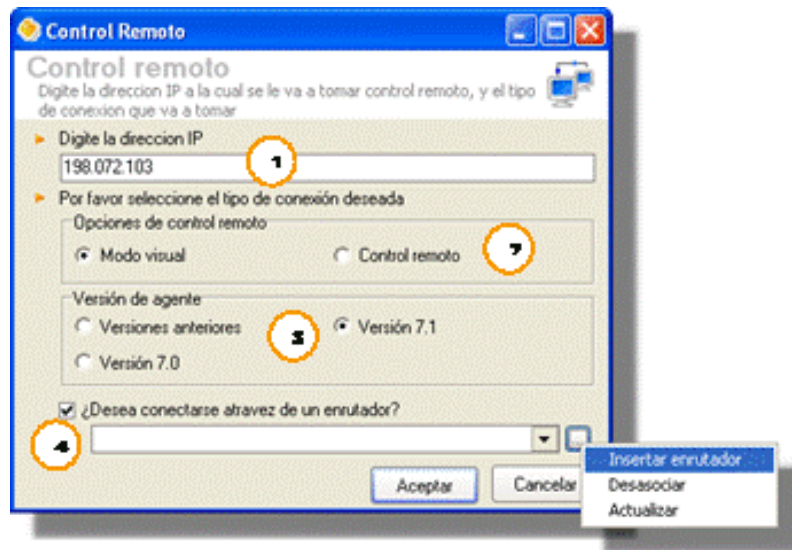 Control Remoto
Control remoto
Digite la direccion IP a la cual se le va a tomar control remoto, y el tipo
de conexion que va a tomar
Digite la direccion IP
198.072.103
1
Por favor seleccione el tipo de conexión deseada
Opciones de control remoto
Modo visual
Control remoto
Versión de agente
Versiones anteriores
Versión 7.1
3
Versión 7.0
¿Desea conectarse atravez de un enrutador?
4
...
Insertar enrutador
Aceptar
Cancelar
Desasociar
Actualizar